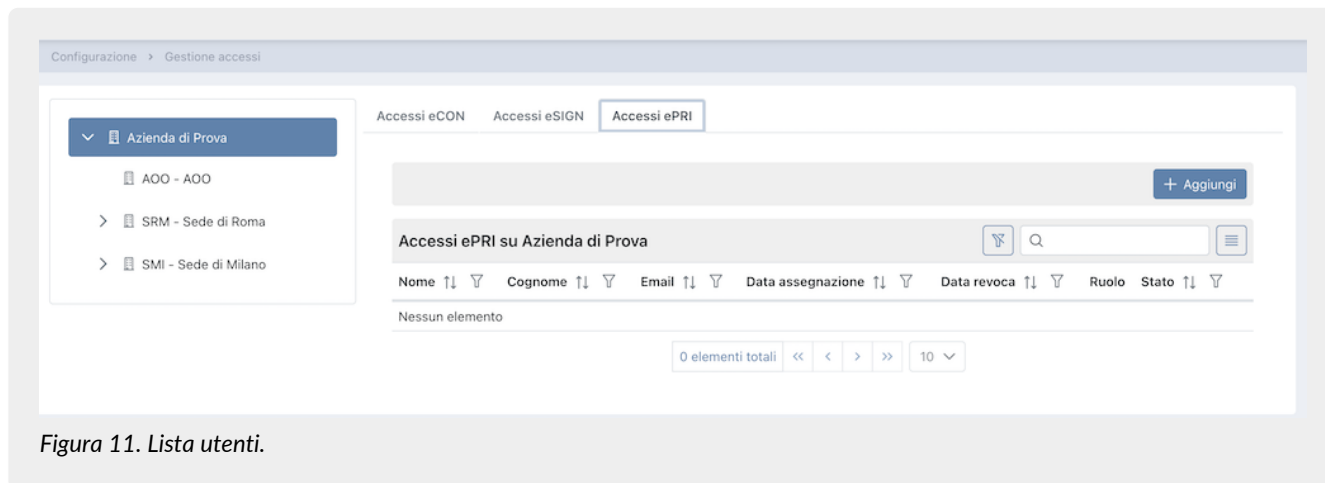 Configurazione > Gestione accessi
Azienda di Prova
AOO - AOO
SRM - Sede di Roma
SMI - Sede di Milano
Accessi eCON Accessi eSIGN Accessi ePRI
+ Aggiungi
Accessi ePRI su Azienda di Prova
Nome Cognome Email Data assegnazione Data revoca Ruolo Stato
Nessun elemento
0 elementi totali << < > >> 10
Figura 11. Lista utenti.